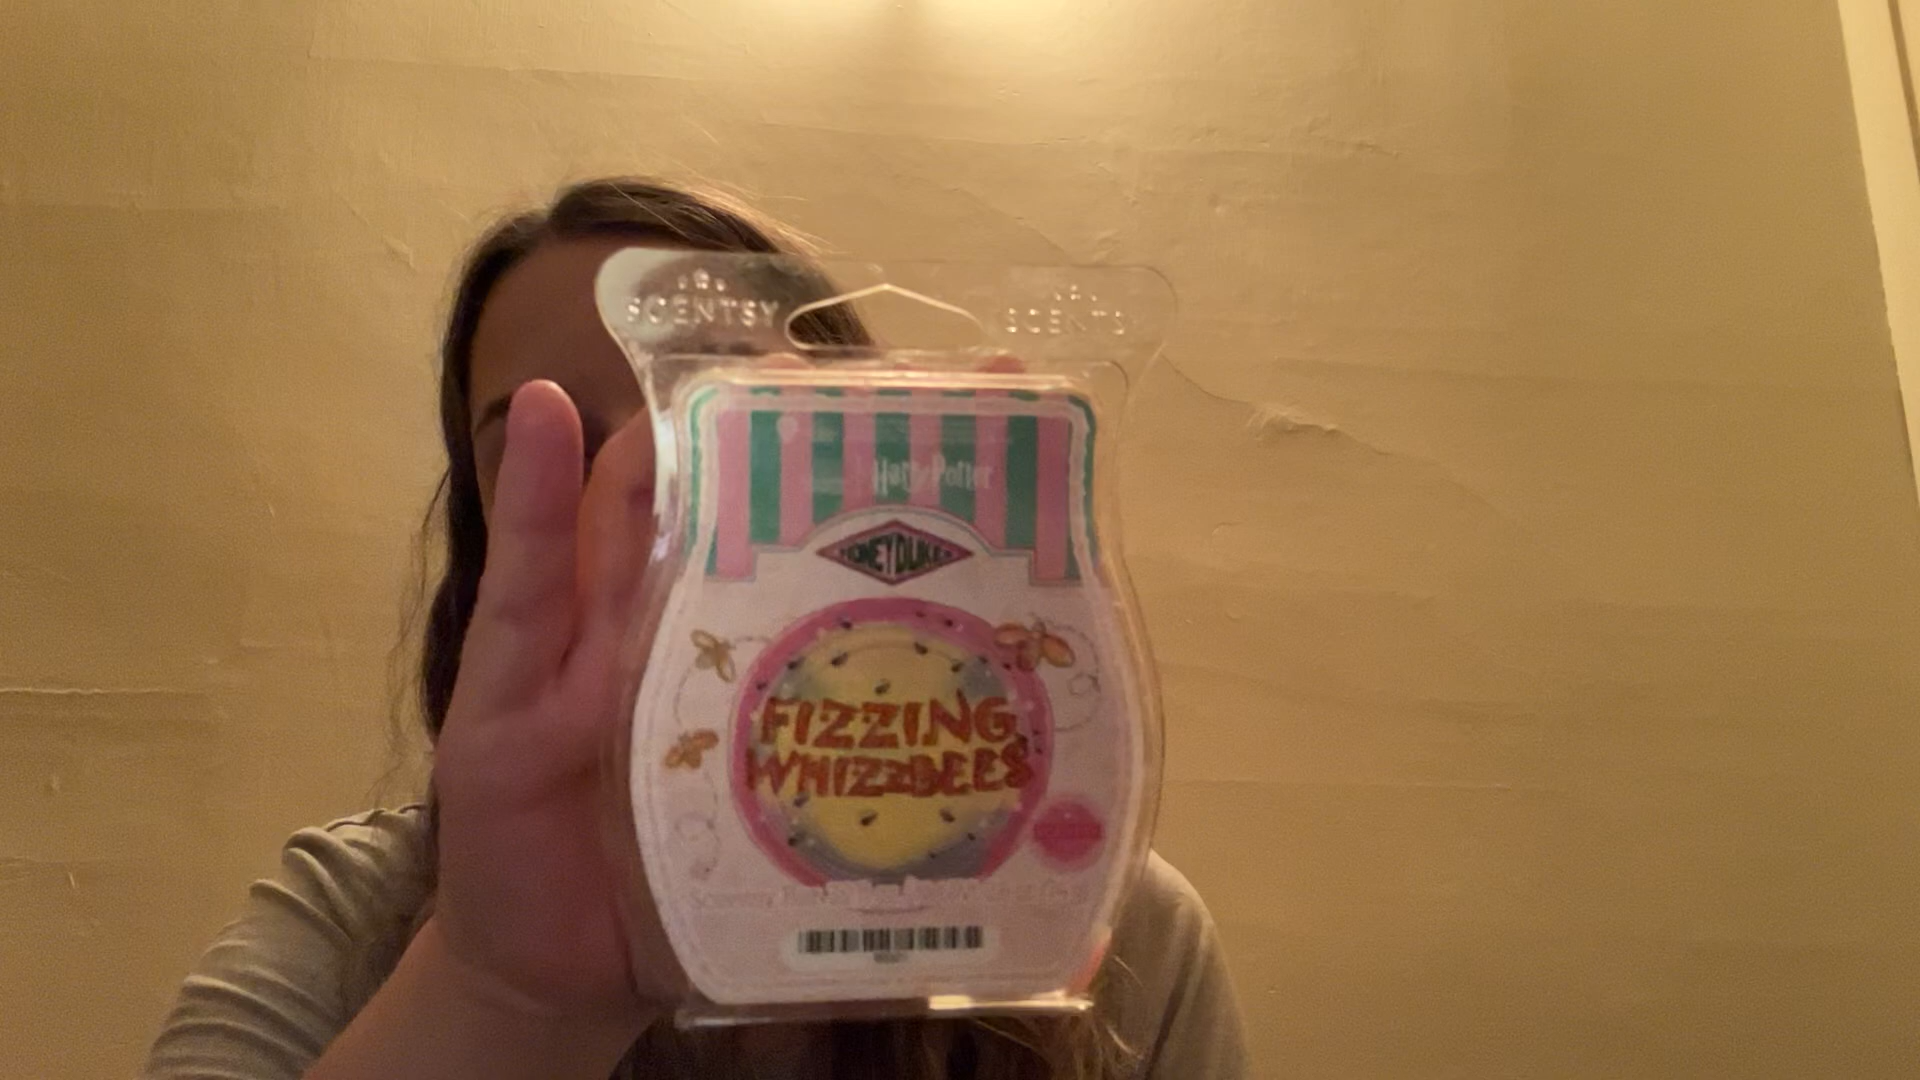 SCENTSY SCENTSY
Harry Potter
HONEYDUKES
FIZZING
WHIZZBEES